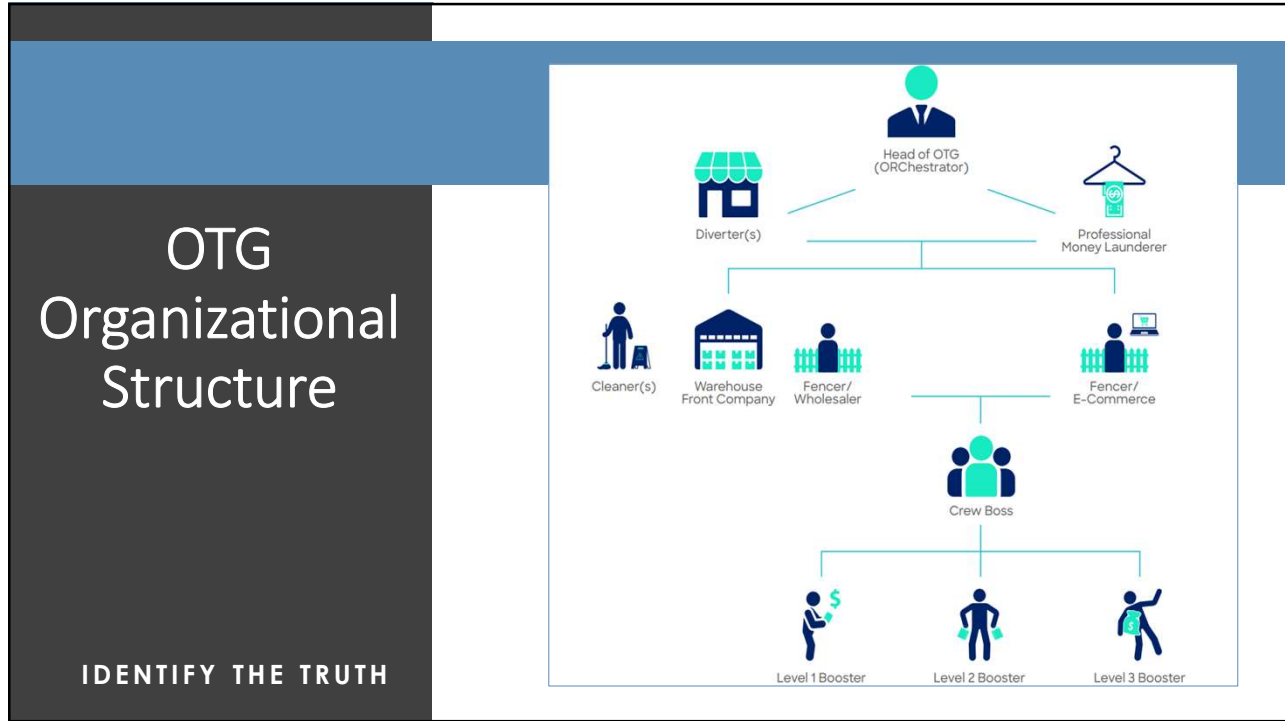 OTG
Organizational
Structure
IDENTIFY THE TRUTH
Head of OTG
(ORChestrator)
Diverter(s)
Professional
Money Launderer
Cleaner(s)
Warehouse
Front Company
Fencer/
Wholesaler
Fencer/
E-Commerce
Crew Boss
Level 1 Booster
Level 2 Booster
Level 3 Booster